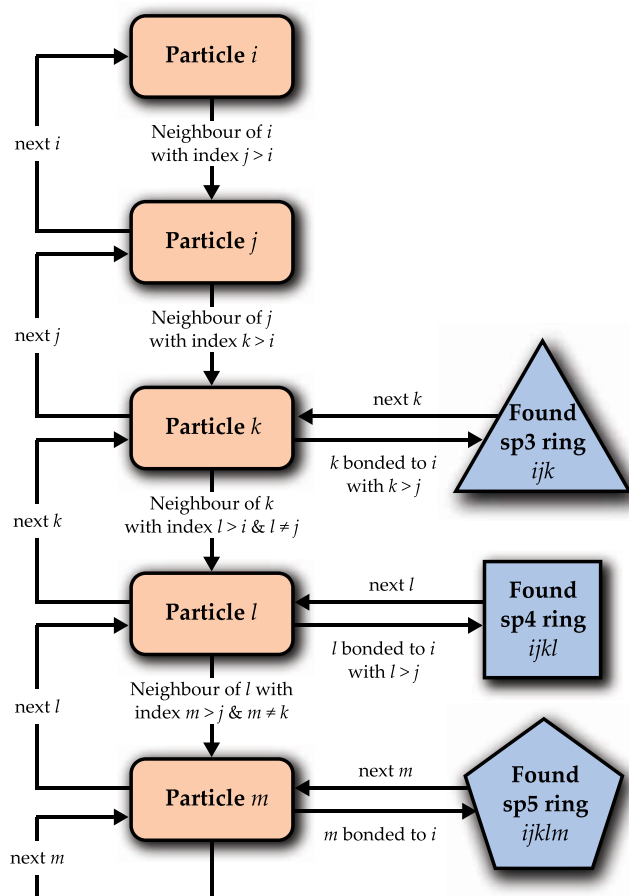 Particle i
next i
Neighbour of i
with index j > i
Particle j
next j
Neighbour of j
with index k > i
Particle k
next k
k bonded to i
with k > j
Found
sp3 ring
ijk
next k
Neighbour of k
with index l > i & l ≠ j
Particle l
next l
l bonded to i
with l > j
Found
sp4 ring
ijkl
next l
Neighbour of l with
index m > j & m ≠ k
Particle m
next m
m bonded to i
Found
sp5 ring
ijklm
next m